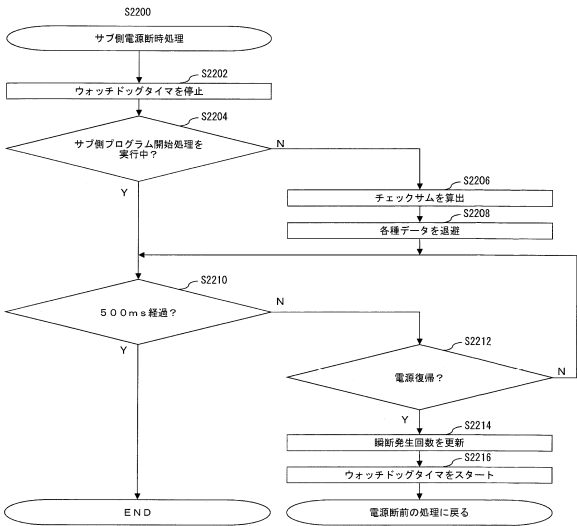 S2200
サブ側電源断時処理
S2202
ウォッチドッグタイマを停止
S2204
サブ側プログラム開始処理を
実行中？
N
Y
S2206
チェックサムを算出
S2208
各種データを退避
S2210
５００ｍｓ経過？
N
Y
S2212
電源復帰？
N
Y
S2214
瞬断発生回数を更新
S2216
ウォッチドッグタイマをスタート
ＥＮＤ
電源断前の処理に戻る